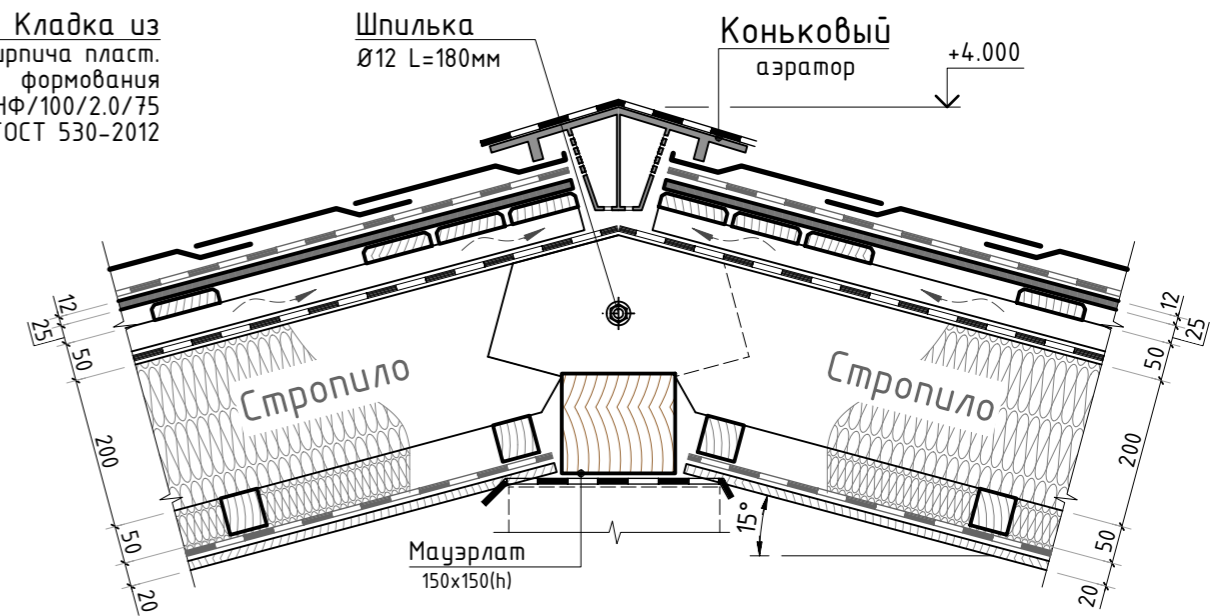 Кладка из
пласт.
формования
НФ/100/2.0/75
ГОСТ 530-2012
Шпилька
Ø12 L=180мм
Коньковый
аэратор
+4.000
12
25
50
200
50
20
Стропило
Стропило
12
25
50
200
50
20
15°
Мауэрлат
150х150(h)